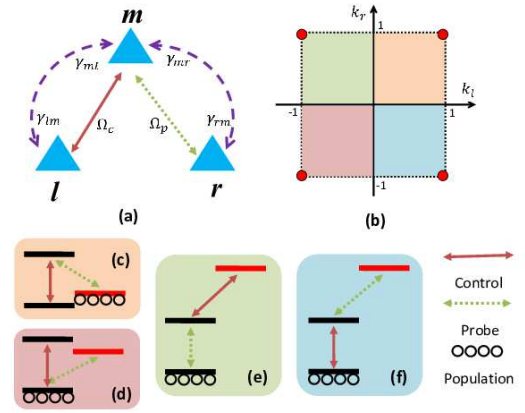 m
γml
γmr
γlm
Ωc
Ωp
γrm
l
r
(a)
kr
1
kl
-1
1
-1
(b)
(c)
(d)
(e)
(f)
Control
Probe
Population